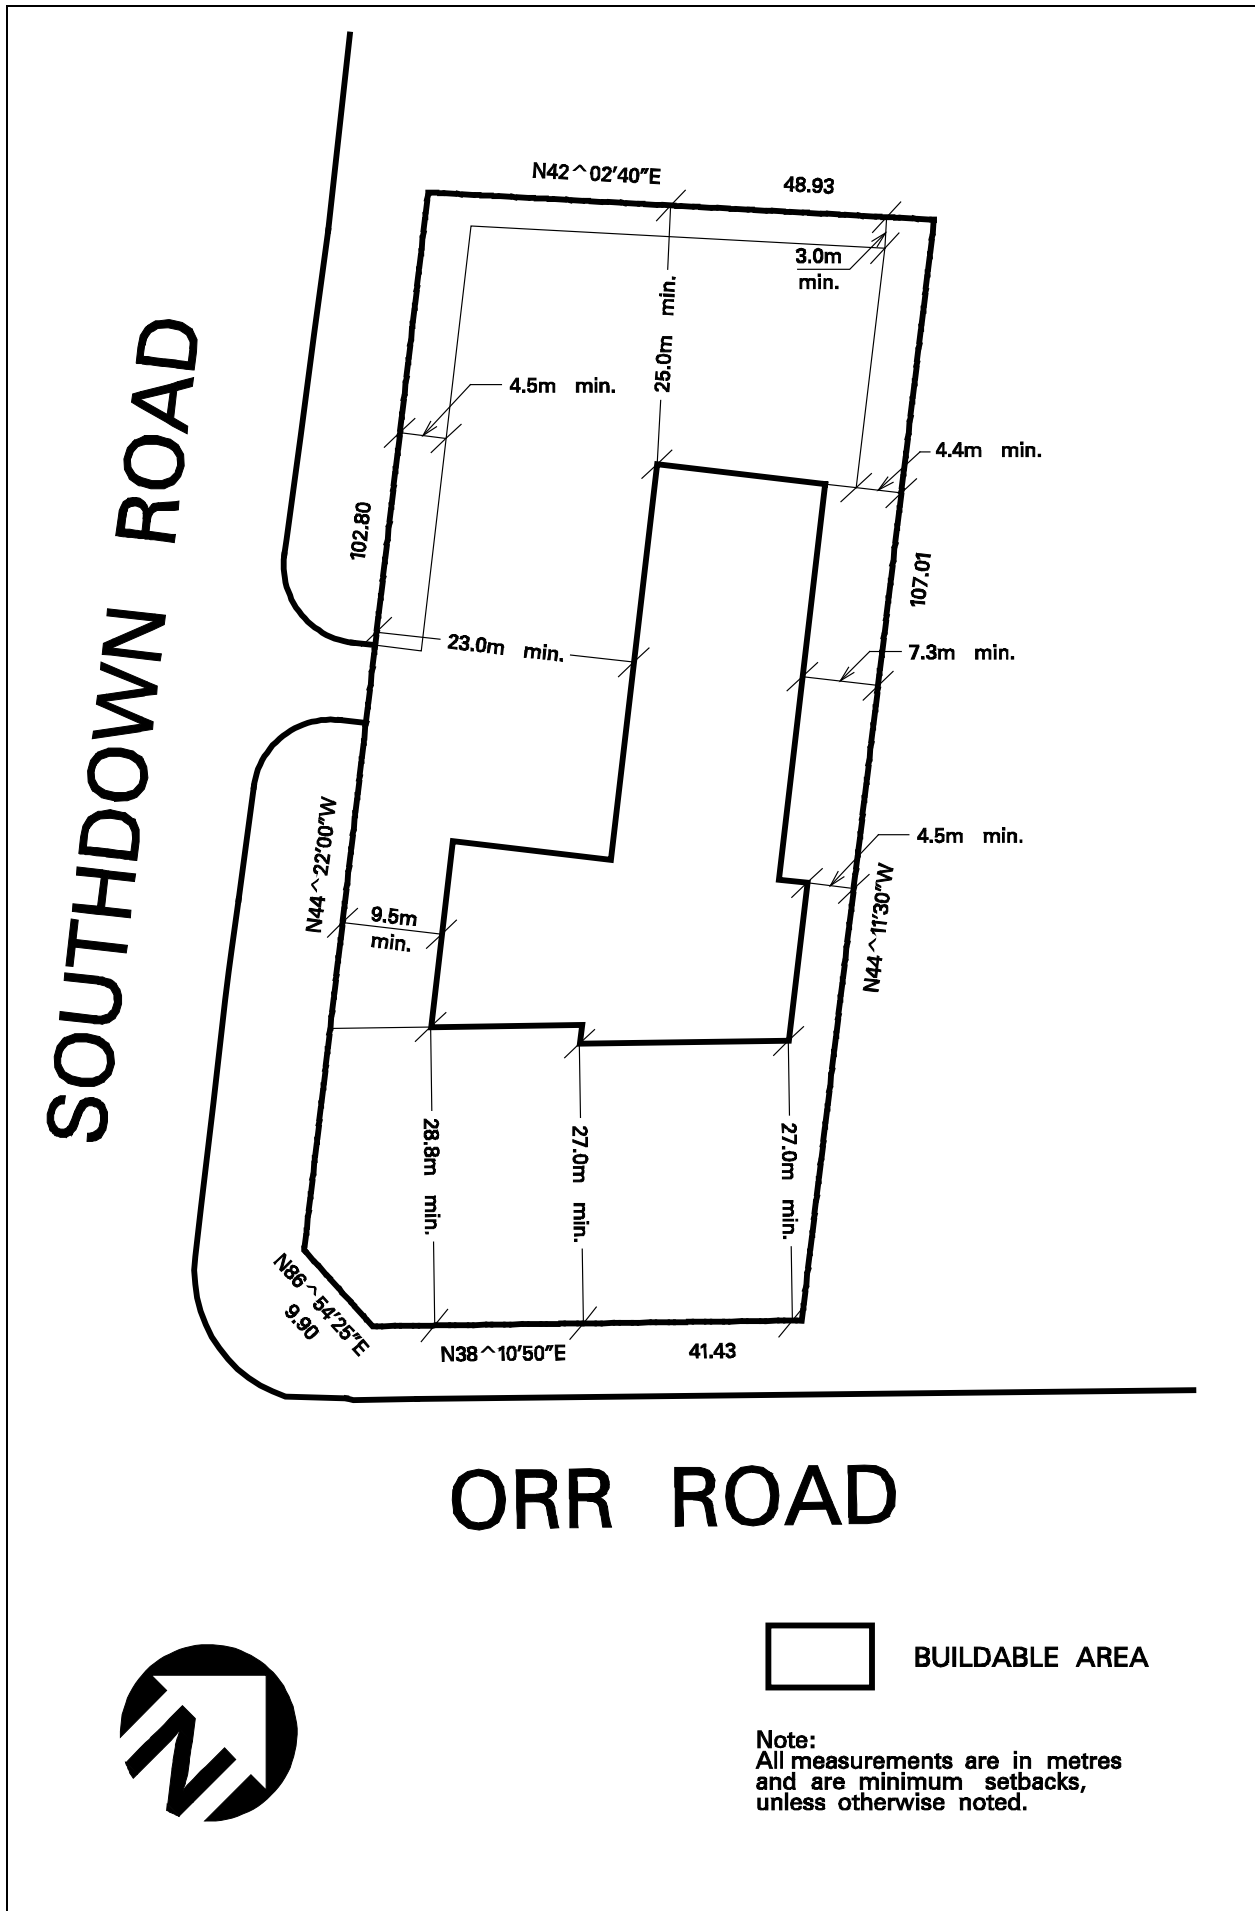 N42^02'40"E
48.93
3.0m
min.
25.0m min.
4.5m min.
4.4m min.
SOUTHDOWN ROAD
102.80
107.01
23.0m min.
7.3m min.
N44^22'00"W
4.5m min.
9.5m
min.
N44^11'30"W
28.8m min.
27.0m min.
27.0m min.
N86^54'25"E
9.90
N38^10'50"E
41.43
ORR ROAD
N
BUILDABLE AREA
Note:
All measurements are in metres
and are minimum setbacks,
unless otherwise noted.